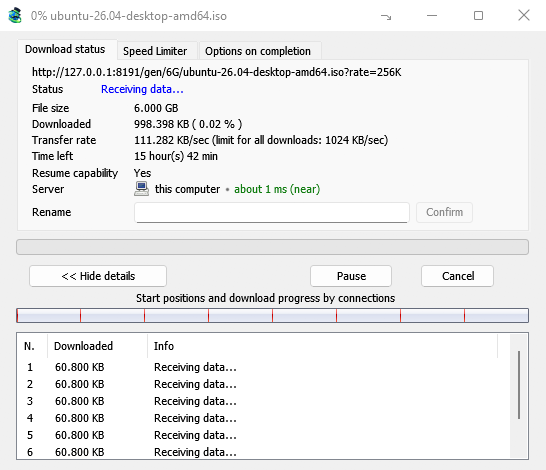 0% ubuntu-26.04-desktop-amd64.iso
Download status Speed Limiter Options on completion
http://127.0.0.1:8191/gen/6G/ubuntu-26.04-desktop-amd64.iso?rate=256K
Status Receiving data...
File size 6.000 GB
Downloaded 998.398 KB ( 0.02 % )
Transfer rate 111.282 KB/sec (limit for all downloads: 1024 KB/sec)
Time left 15 hour(s) 42 min
Resume capability Yes
Server this computer • about 1 ms (near)
Rename Confirm
<< Hide details Pause Cancel
Start positions and download progress by connections
N. Downloaded Info
1 60.800 KB Receiving data...
2 60.800 KB Receiving data...
3 60.800 KB Receiving data...
4 60.800 KB Receiving data...
5 60.800 KB Receiving data...
6 60.800 KB Receiving data...